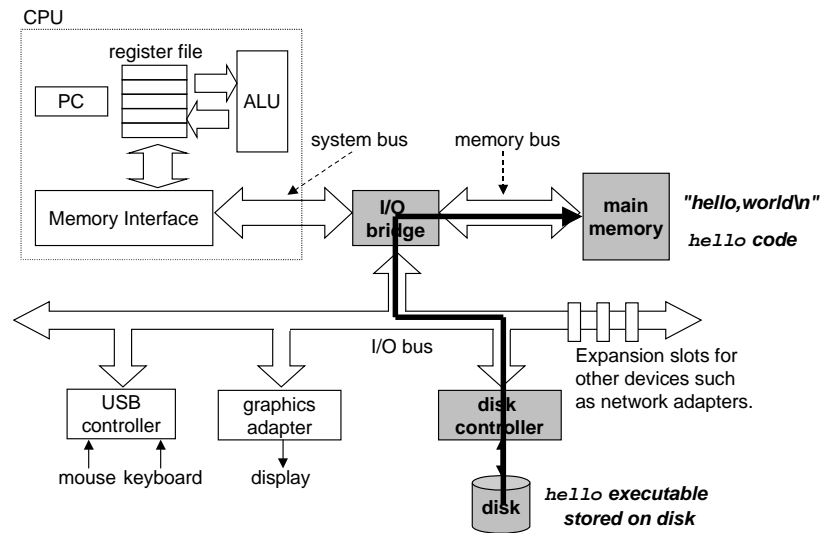 CPU
register file
PC
ALU
system bus
memory bus
Memory Interface
I/O
bridge
main
memory
"hello,world\n"
hello code
I/O bus
Expansion slots for
other devices such
as network adapters.
USB
controller
graphics
adapter
disk
controller
mouse
keyboard
display
disk
hello executable
stored on disk